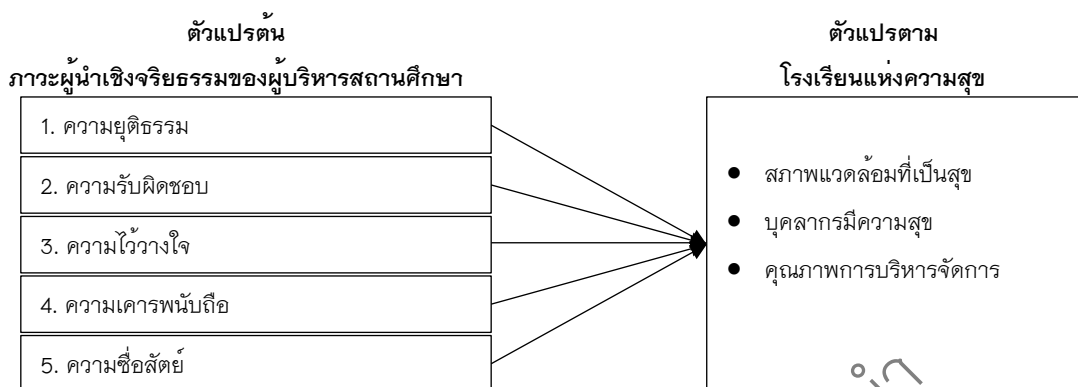 ตัวแปรต้น
ภาวะผู้นำเชิงจริยธรรมของผู้บริหารสถานศึกษา
1. ความยุติธรรม
2. ความรับผิดชอบ
3. ความไว้วางใจ
4. ความเคารพนับถือ
5. ความซื่อสัตย์
ตัวแปรตาม
โรงเรียนแห่งความสุข
● สภาพแวดล้อมที่เป็นสุข
● บุคลากรมีความสุข
● คุณภาพการบริหารจัดการ